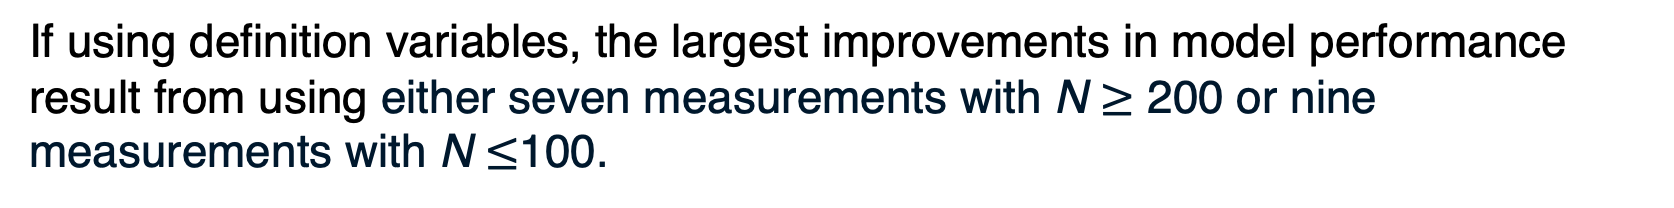 If using definition variables, the largest improvements in model performance
result from using either seven measurements with N ≥ 200 or nine
measurements with N ≤100.